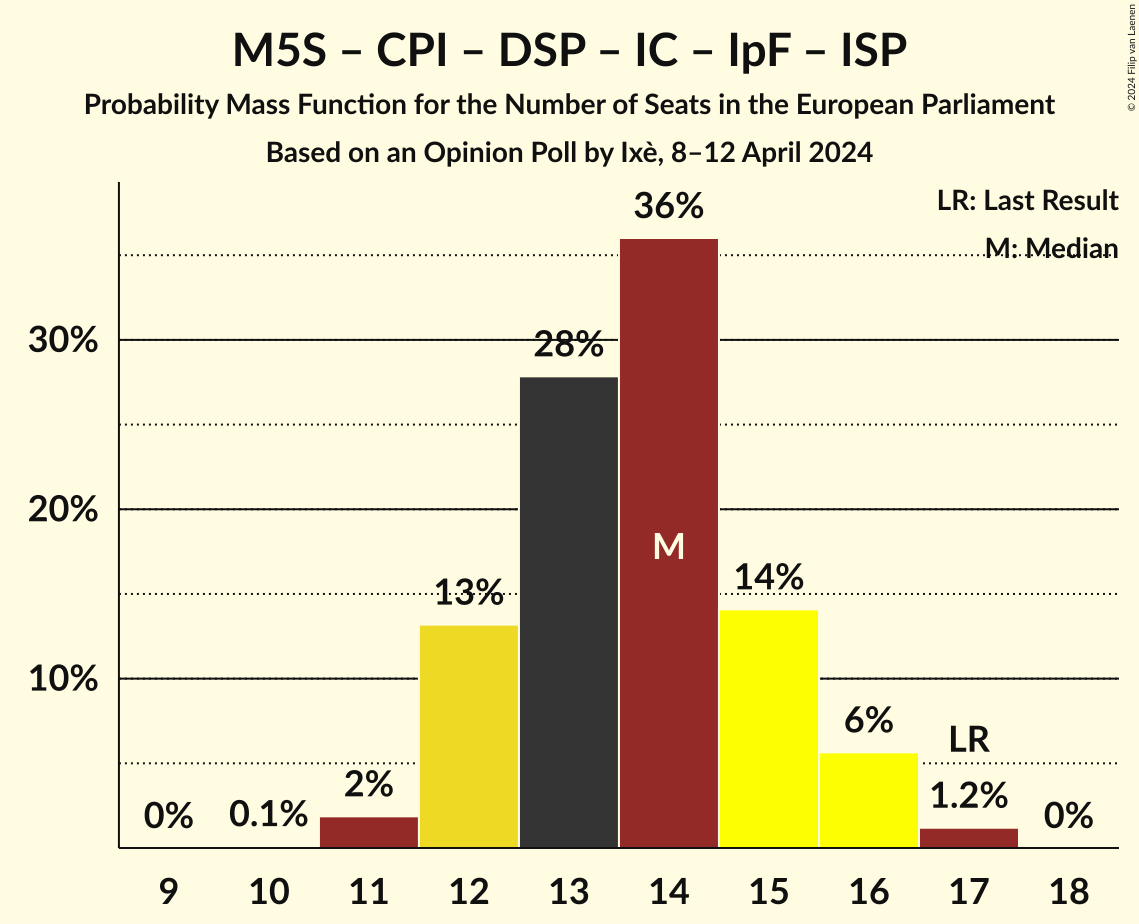 M5S – CPI – DSP – IC – IpF – ISP
Probability Mass Function for the Number of Seats in the European Parliament
Based on an Opinion Poll by Ixè, 8–12 April 2024
© 2024 Filip van Laenen
LR: Last Result
M: Median
36%
30%
28%
20%
M
14%
13%
10%
6%
LR
2%
1.2%
0%
0.1%
0%
9 10 11 12 13 14 15 16 17 18